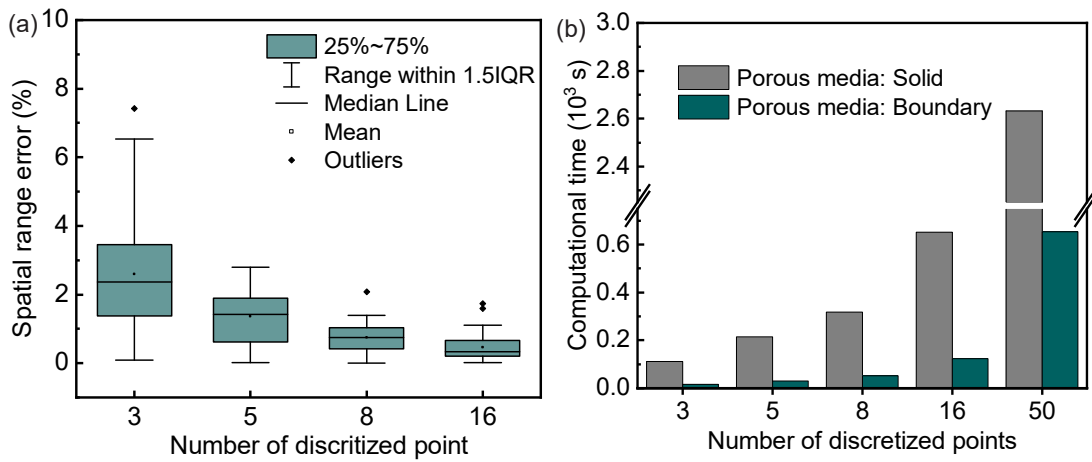 (a)
10
8
6
4
2
0
Spatial range error (%)
25%~75%
Range within 1.5IQR
Median Line
Mean
Outliers
3 5 8 16
Number of discritized point
(b)
3.0
2.8
2.6
2.4
0.6
0.4
0.2
0.0
Computational time (10³ s)
Porous media: Solid
Porous media: Boundary
3 5 8 16 50
Number of discretized points